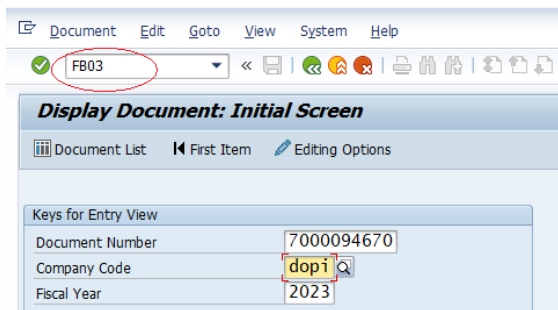 Document Edit Goto View System Help
FB03
Display Document: Initial Screen
Document List First Item Editing Options
Keys for Entry View
Document Number 7000094670
Company Code dopi
Fiscal Year 2023